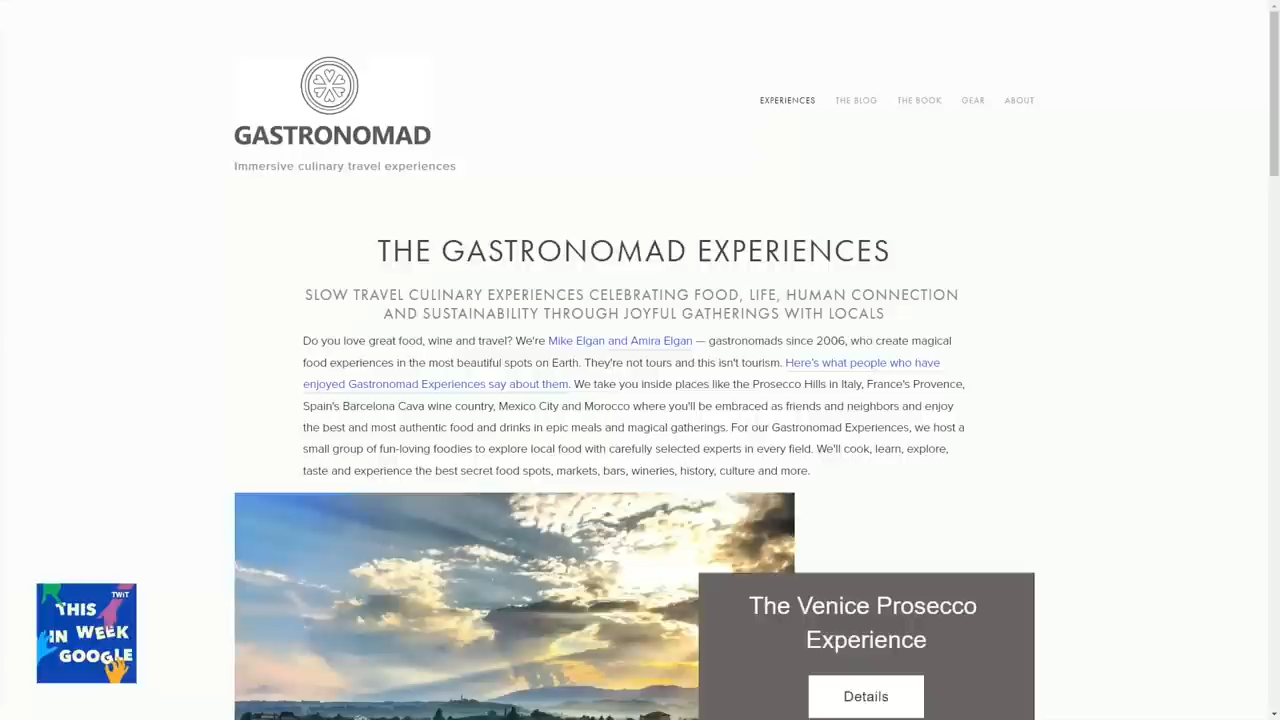 GASTRONOMAD
Immersive culinary travel experiences
EXPERIENCES THE BLOG THE BOOK GEAR ABOUT
THE GASTRONOMAD EXPERIENCES
SLOW TRAVEL CULINARY EXPERIENCES CELEBRATING FOOD, LIFE, HUMAN CONNECTION
AND SUSTAINABILITY THROUGH JOYFUL GATHERINGS WITH LOCALS
Do you love great food, wine and travel? We're Mike Elgan and Amira Elgan — gastronomads since 2006, who create magical
food experiences in the most beautiful spots on Earth. They're not tours and this isn't tourism. Here's what people who have
enjoyed Gastronomad Experiences say about them. We take you inside places like the Prosecco Hills in Italy, France's Provence,
Spain's Barcelona Cava wine country, Mexico City and Morocco where you'll be embraced as friends and neighbors and enjoy
the best and most authentic food and drinks in epic meals and magical gatherings. For our Gastronomad Experiences, we host a
small group of fun-loving foodies to explore local food with carefully selected experts in every field. We'll cook, learn, explore,
taste and experience the best secret food spots, markets, bars, wineries, history, culture and more.
The Venice Prosecco
Experience
Details
TWiT
THIS
IN WEEK
GOOGLE